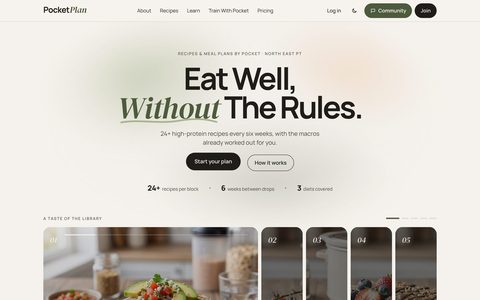 PocketPlan
About Recipes Learn Train With Pocket Pricing
Log in Community Join
RECIPES & MEAL PLANS BY POCKET · NORTH EAST PT
Eat Well,
Without The Rules.
24+ high-protein recipes every six weeks, with the macros
already worked out for you.
Start your plan How it works
24+ recipes per block · 6 weeks between drops · 3 diets covered
A TASTE OF THE LIBRARY
01 02 03 04 05